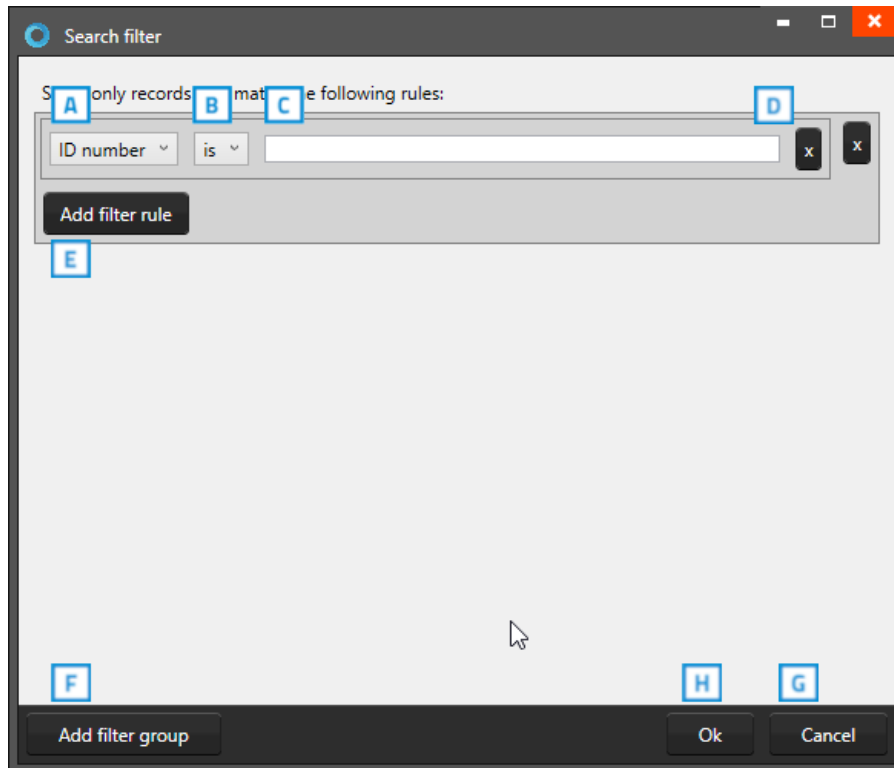 Search filter
S only records mat e following rules:
A B C D
ID number is x x
Add filter rule
E
F H G
Add filter group Ok Cancel